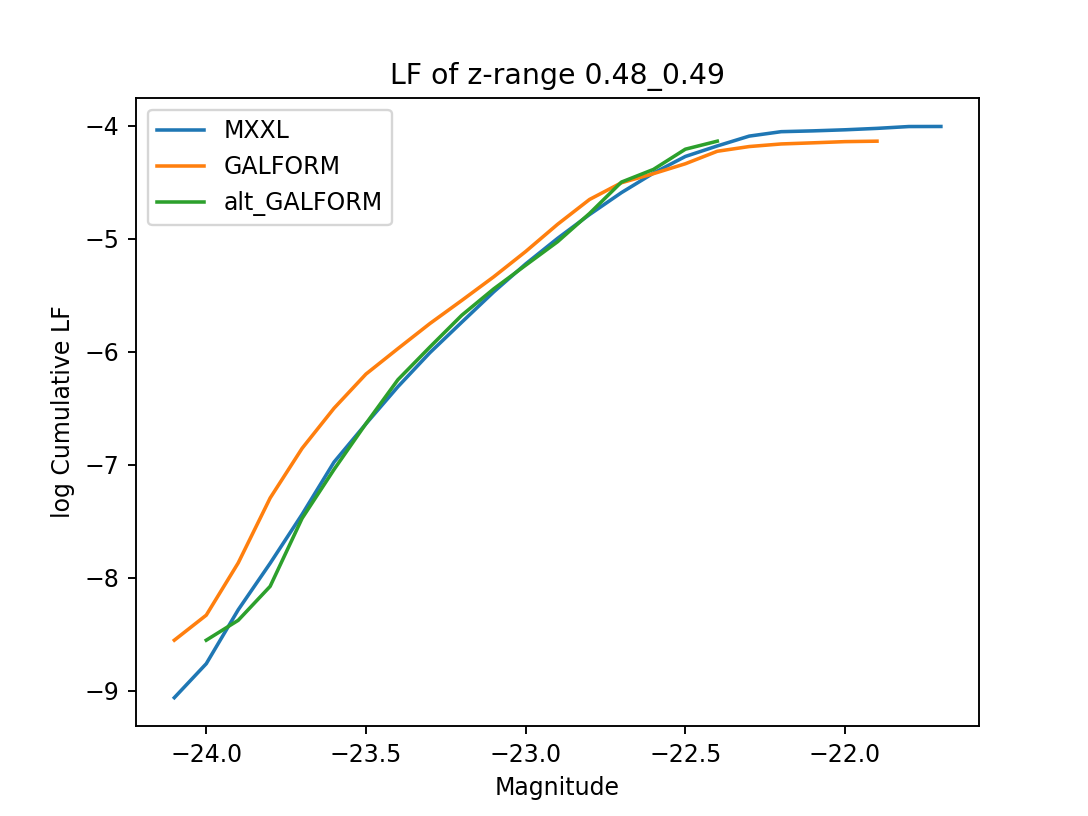 LF of z-range 0.48_0.49
MXXL
GALFORM
alt_GALFORM
−4
−5
−6
−7
−8
−9
log Cumulative LF
−24.0
−23.5
−23.0
−22.5
−22.0
Magnitude